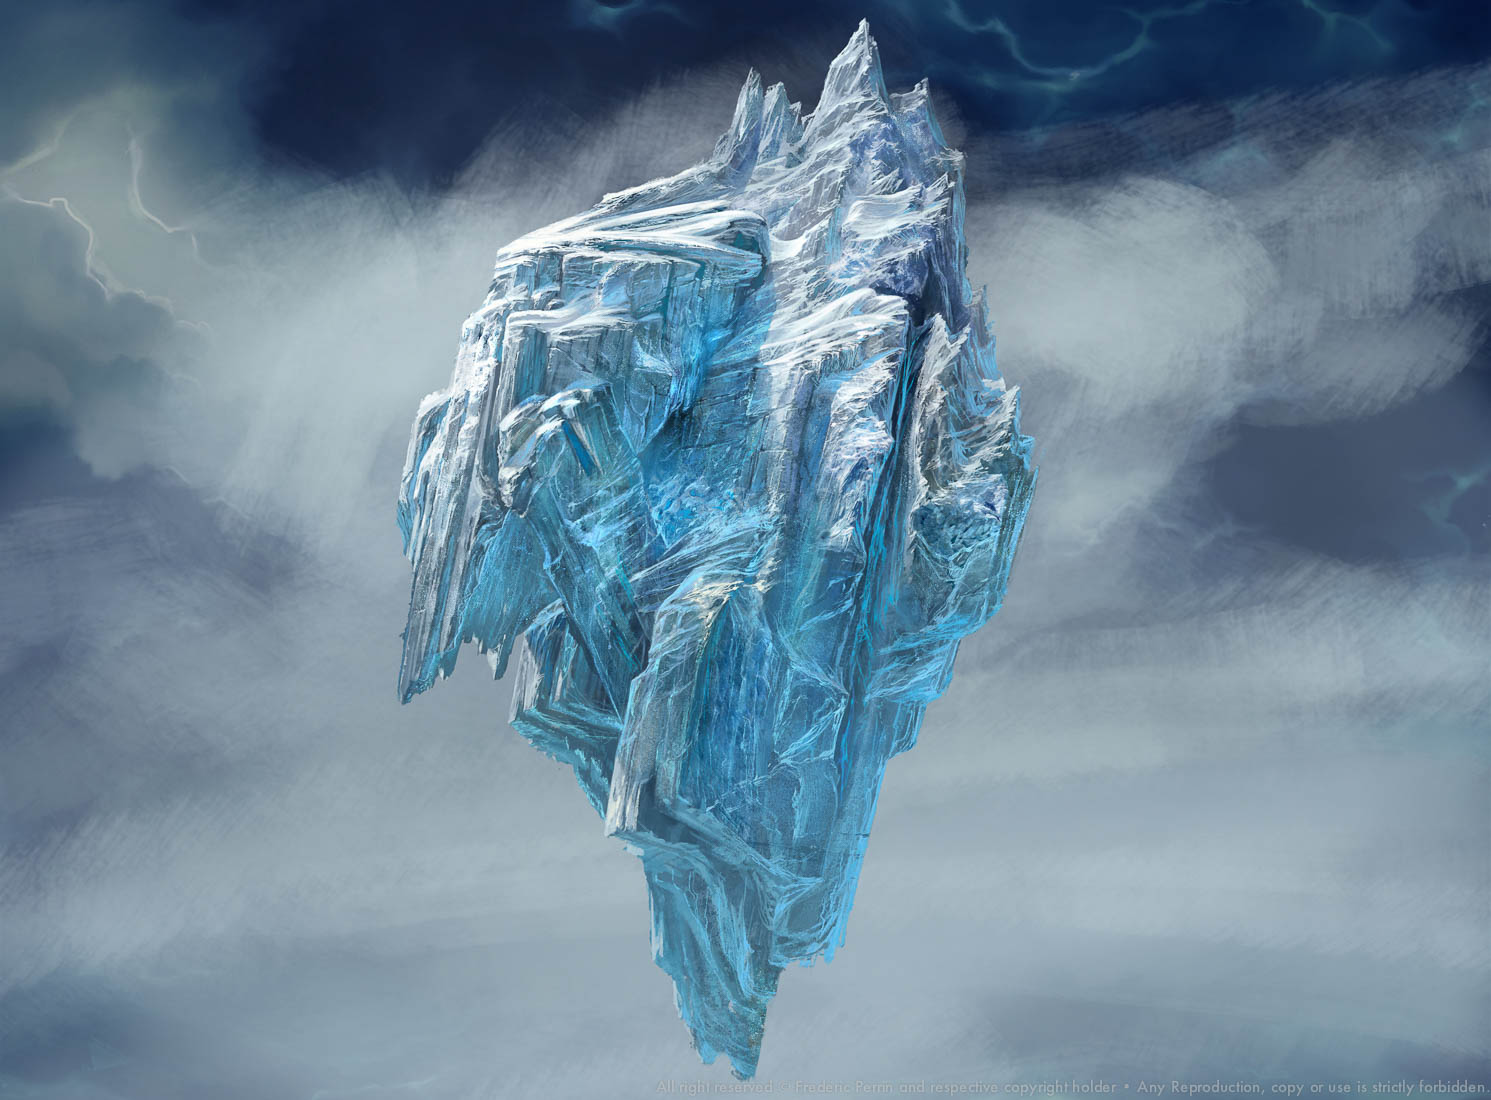 All right reserved © Frederic Perrin and respective copyright holder • Any Reproduction, copy or use is strictly forbidden.